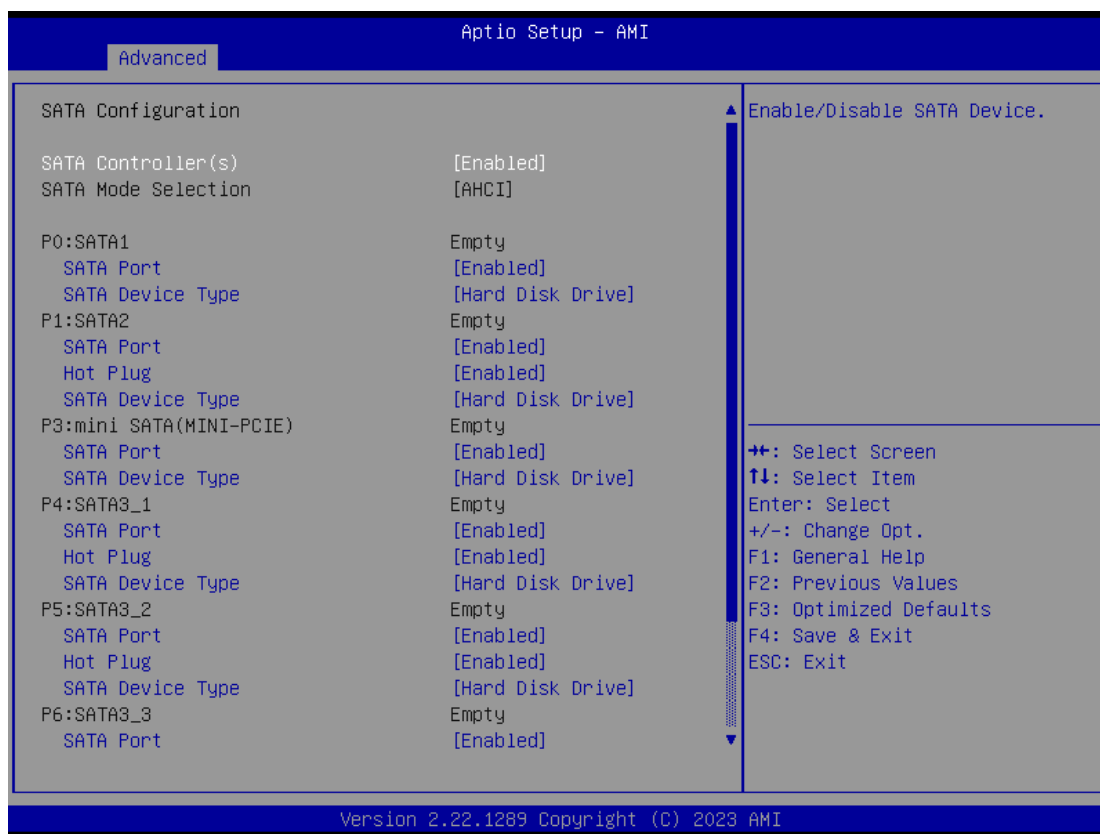 Aptio Setup – AMI
Advanced
SATA Configuration
SATA Controller(s) [Enabled]
SATA Mode Selection [AHCI]
P0:SATA1 Empty
SATA Port [Enabled]
SATA Device Type [Hard Disk Drive]
P1:SATA2 Empty
SATA Port [Enabled]
Hot Plug [Enabled]
SATA Device Type [Hard Disk Drive]
P3:mini SATA(MINI-PCIE) Empty
SATA Port [Enabled]
SATA Device Type [Hard Disk Drive]
P4:SATA3_1 Empty
SATA Port [Enabled]
Hot Plug [Enabled]
SATA Device Type [Hard Disk Drive]
P5:SATA3_2 Empty
SATA Port [Enabled]
Hot Plug [Enabled]
SATA Device Type [Hard Disk Drive]
P6:SATA3_3 Empty
SATA Port [Enabled]
Enable/Disable SATA Device.
→←: Select Screen
↑↓: Select Item
Enter: Select
+/-: Change Opt.
F1: General Help
F2: Previous Values
F3: Optimized Defaults
F4: Save & Exit
ESC: Exit
Version 2.22.1289 Copyright (C) 2023 AMI